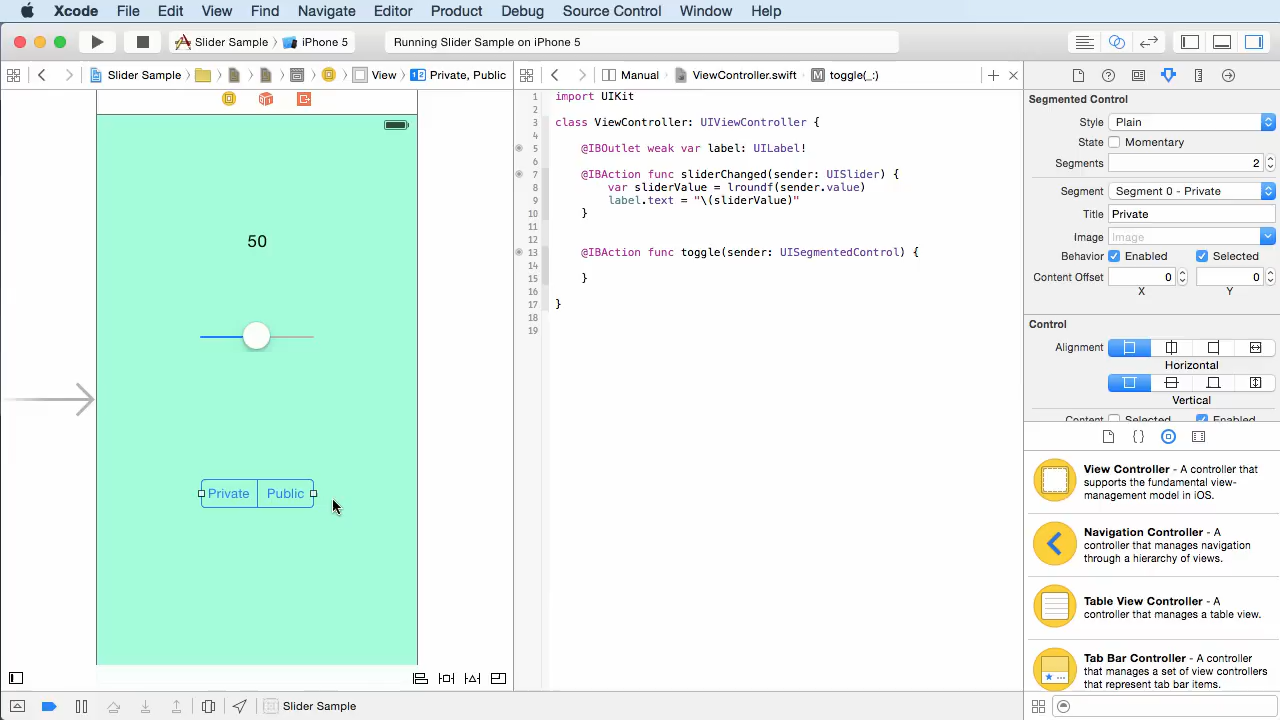 Xcode File Edit View Find Navigate Editor Product Debug Source Control Window Help
Slider Sample iPhone 5 Running Slider Sample on iPhone 5
Slider Sample View Private, Public Manual ViewController.swift toggle(_:)
50
Private Public
1 import UIKit
2
3 class ViewController: UIViewController {
4
5 @IBOutlet weak var label: UILabel!
6
7 @IBAction func sliderChanged(sender: UISlider) {
8 var sliderValue = lroundf(sender.value)
9 label.text = "\(sliderValue)"
10 }
11
12
13 @IBAction func toggle(sender: UISegmentedControl) {
14
15 }
16
17 }
18
19
Segmented Control
Style Plain
State Momentary
Segments 2
Segment Segment 0 - Private
Title Private
Image Image
Behavior Enabled Selected
Content Offset 0 0
X Y
Control
Alignment
Horizontal
Vertical
Content Selected Enabled
View Controller - A controller that
supports the fundamental view-
management model in iOS.
Navigation Controller - A
controller that manages navigation
through a hierarchy of views.
Table View Controller - A
controller that manages a table view.
Tab Bar Controller - A controller
that manages a set of view controllers
that represent tab bar items.
Slider Sample